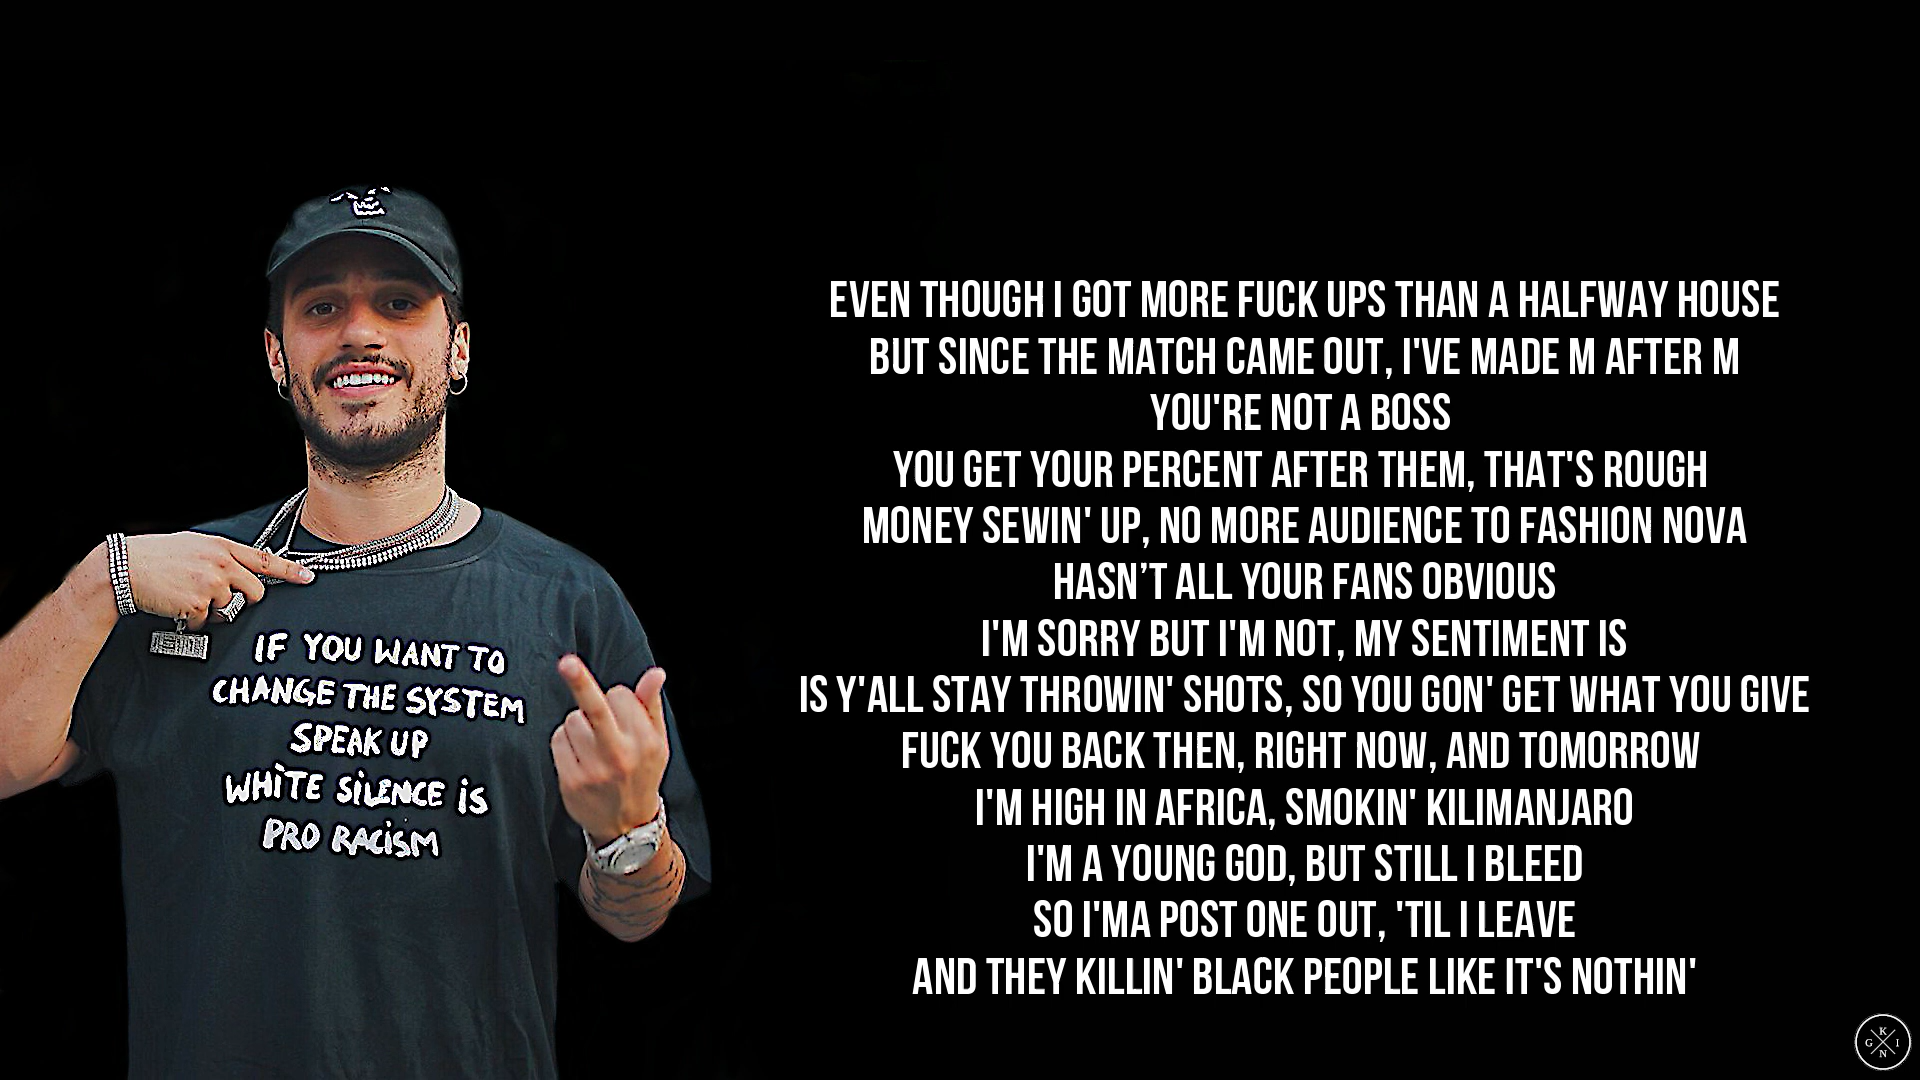 IF YOU WANT TO
CHANGE THE SYSTEM
SPEAK UP
WHITE SILENCE IS
PRO RACISM
EVEN THOUGH I GOT MORE FUCK UPS THAN A HALFWAY HOUSE
BUT SINCE THE MATCH CAME OUT, I'VE MADE M AFTER M
YOU'RE NOT A BOSS
YOU GET YOUR PERCENT AFTER THEM, THAT'S ROUGH
MONEY SEWIN' UP, NO MORE AUDIENCE TO FASHION NOVA
HASN’T ALL YOUR FANS OBVIOUS
I'M SORRY BUT I'M NOT, MY SENTIMENT IS
IS Y'ALL STAY THROWIN' SHOTS, SO YOU GON' GET WHAT YOU GIVE
FUCK YOU BACK THEN, RIGHT NOW, AND TOMORROW
I'M HIGH IN AFRICA, SMOKIN' KILIMANJARO
I'M A YOUNG GOD, BUT STILL I BLEED
SO I'MA POST ONE OUT, 'TIL I LEAVE
AND THEY KILLIN' BLACK PEOPLE LIKE IT'S NOTHIN'
K
G I
N